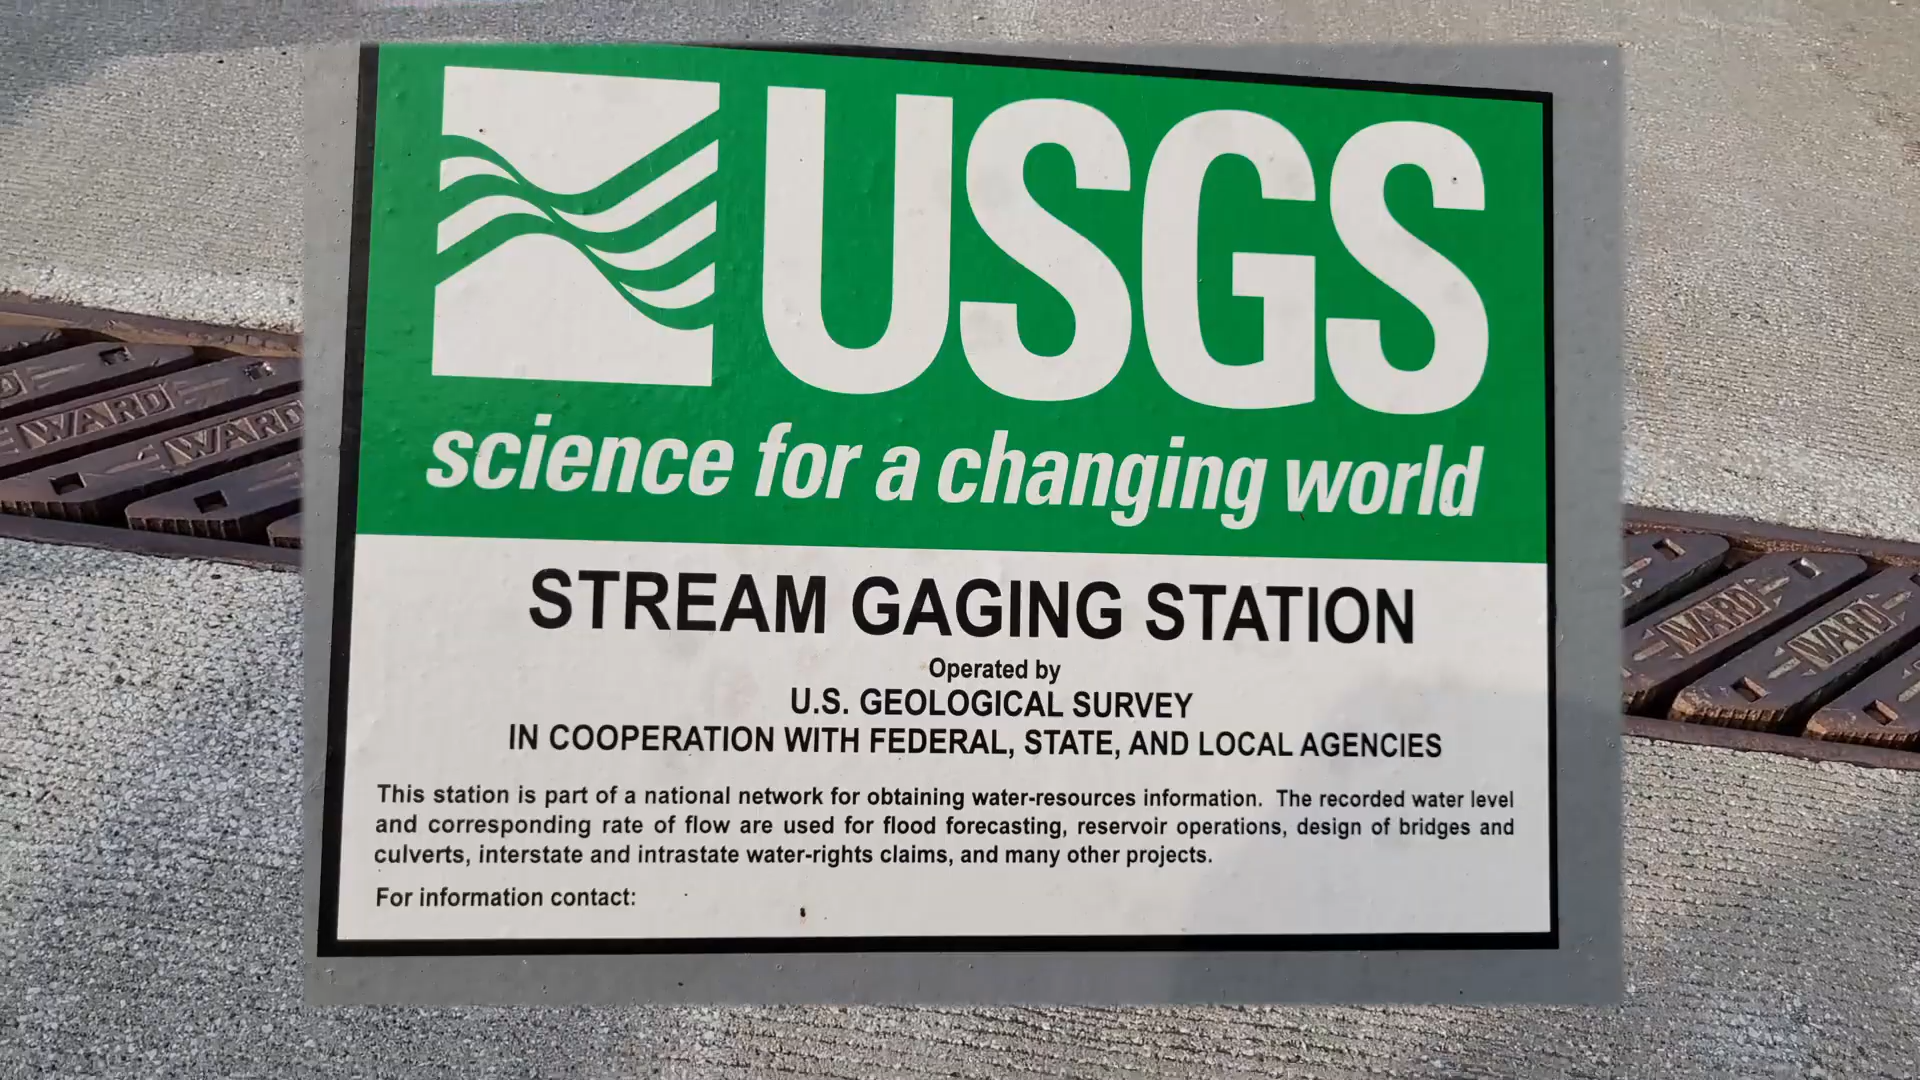 USGS
science for a changing world
STREAM GAGING STATION
Operated by
U.S. GEOLOGICAL SURVEY
IN COOPERATION WITH FEDERAL, STATE, AND LOCAL AGENCIES
This station is part of a national network for obtaining water-resources information. The recorded water level
and corresponding rate of flow are used for flood forecasting, reservoir operations, design of bridges and
culverts, interstate and intrastate water-rights claims, and many other projects.
For information contact:
WARD
WARD
WARD
WARD